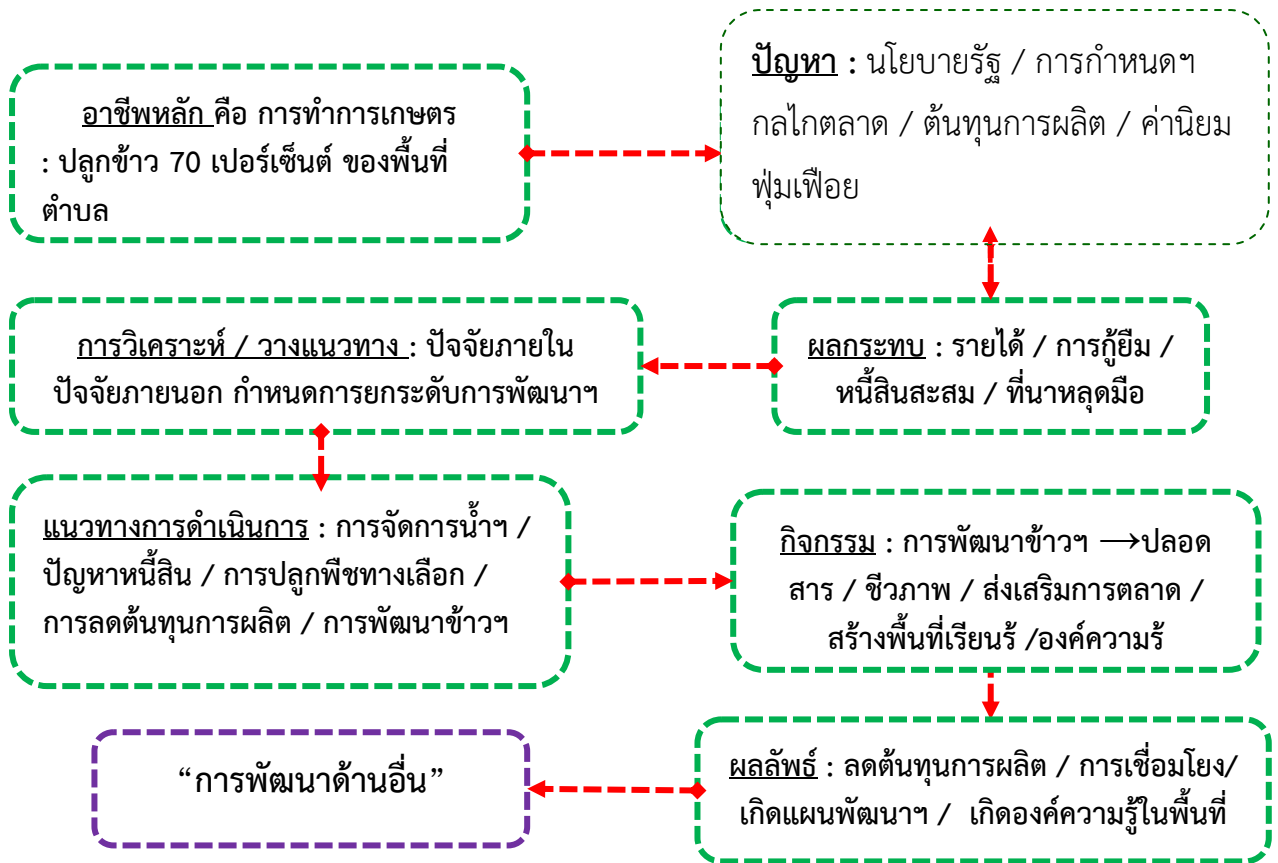 อาชีพหลัก คือ การทำการเกษตร
: ปลูกข้าว 70 เปอร์เซ็นต์ ของพื้นที่
ตำบล
ปัญหา : นโยบายรัฐ / การกำหนดฯ
กลไกตลาด / ต้นทุนการผลิต / ค่านิยม
ฟุ่มเฟือย
ผลกระทบ : รายได้ / การกู้ยืม /
หนี้สินสะสม / ที่นาหลุดมือ
การวิเคราะห์ / วางแนวทาง : ปัจจัยภายใน
ปัจจัยภายนอก กำหนดการยกระดับการพัฒนาฯ
แนวทางการดำเนินการ : การจัดการน้ำฯ /
ปัญหาหนี้สิน / การปลูกพืชทางเลือก /
การลดต้นทุนการผลิต / การพัฒนาข้าวฯ
กิจกรรม : การพัฒนาข้าวฯ →ปลอด
สาร / ชีวภาพ / ส่งเสริมการตลาด /
สร้างพื้นที่เรียนรู้ /องค์ความรู้
ผลลัพธ์ : ลดต้นทุนการผลิต / การเชื่อมโยง/
เกิดแผนพัฒนาฯ / เกิดองค์ความรู้ในพื้นที่
“การพัฒนาด้านอื่น”